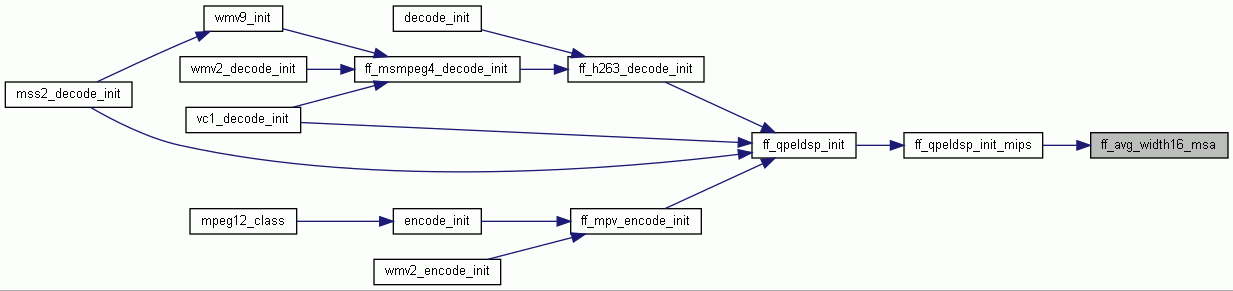 wmv9_init
decode_init
wmv2_decode_init
ff_msmpeg4_decode_init
ff_h263_decode_init
mss2_decode_init
vc1_decode_init
ff_qpeldsp_init
ff_qpeldsp_init_mips
ff_avg_width16_msa
mpeg12_class
encode_init
ff_mpv_encode_init
wmv2_encode_init